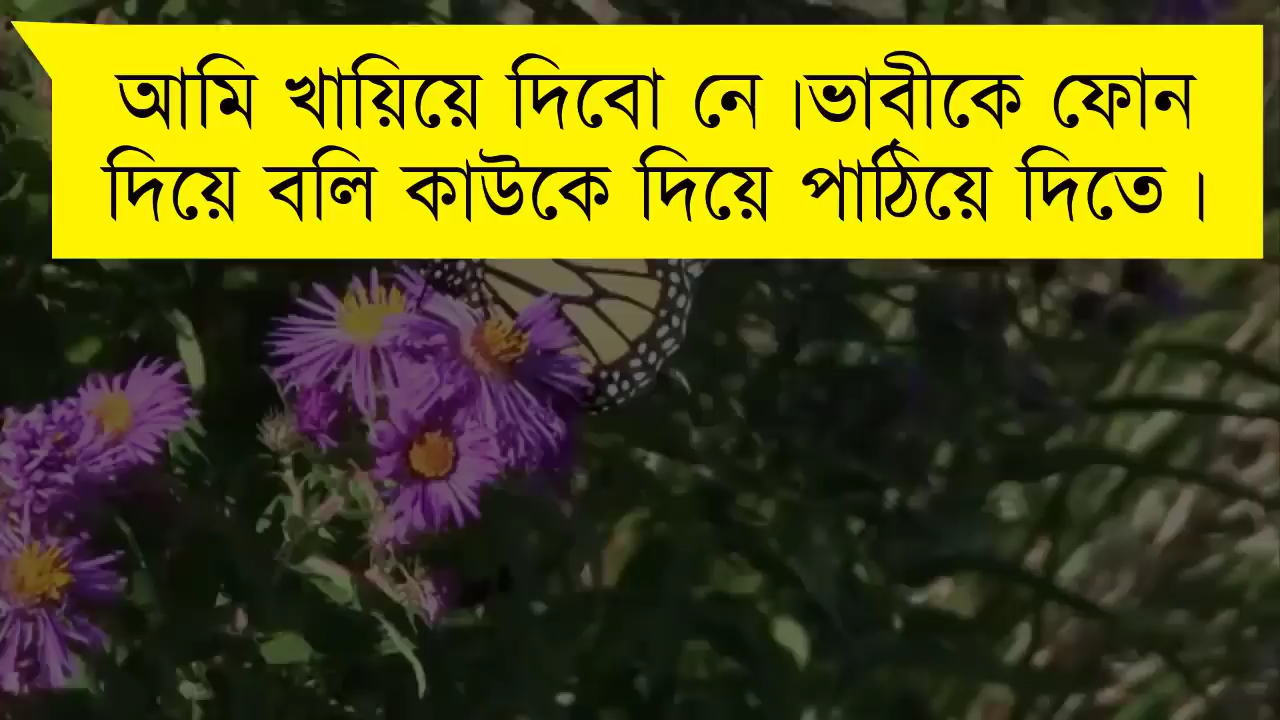 আমি খায়িয়ে দিবো নে ।ভাবীকে ফোন
দিয়ে বলি কাউকে দিয়ে পাঠিয়ে দিতে ।